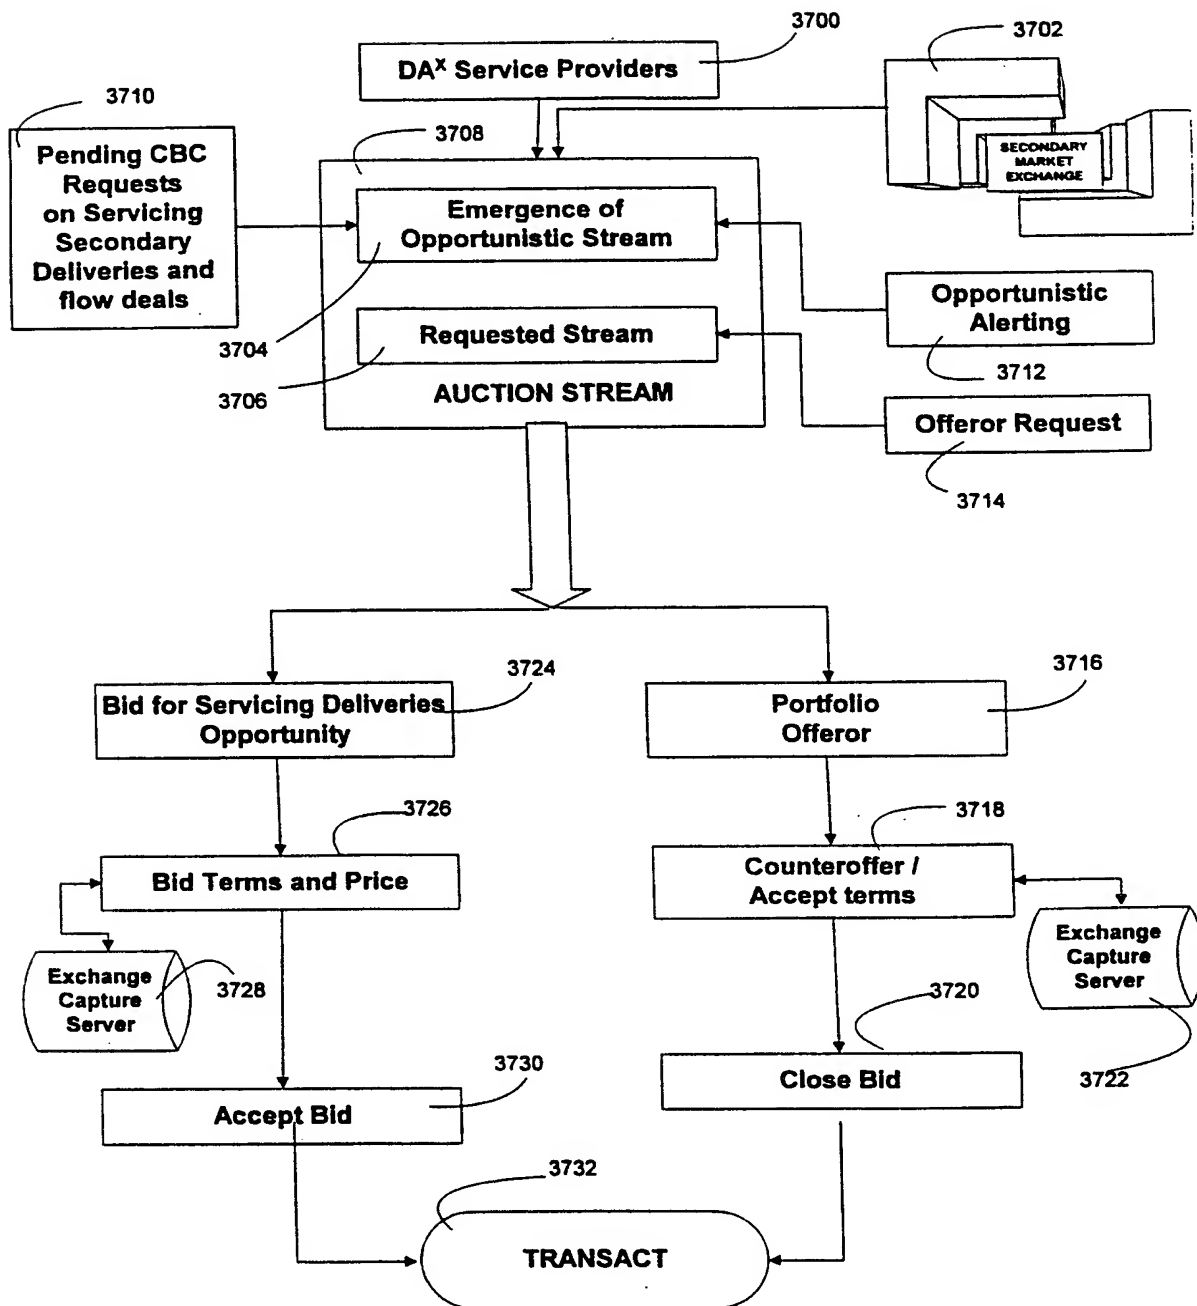 3700
3702
DAˣ Service Providers
3710
3708
SECONDARY
MARKET
EXCHANGE
Pending CBC
Requests
on Servicing
Secondary
Deliveries and
flow deals
Emergence of
Opportunistic Stream
Opportunistic
Alerting
3704
Requested Stream
3712
3706
AUCTION STREAM
Offeror Request
3714
3724
3716
Bid for Servicing Deliveries
Opportunity
Portfolio
Offeror
3726
3718
Bid Terms and Price
Counteroffer /
Accept terms
Exchange
Capture
Server
3728
Exchange
Capture
Server
3720
3730
Close Bid
3722
Accept Bid
3732
TRANSACT